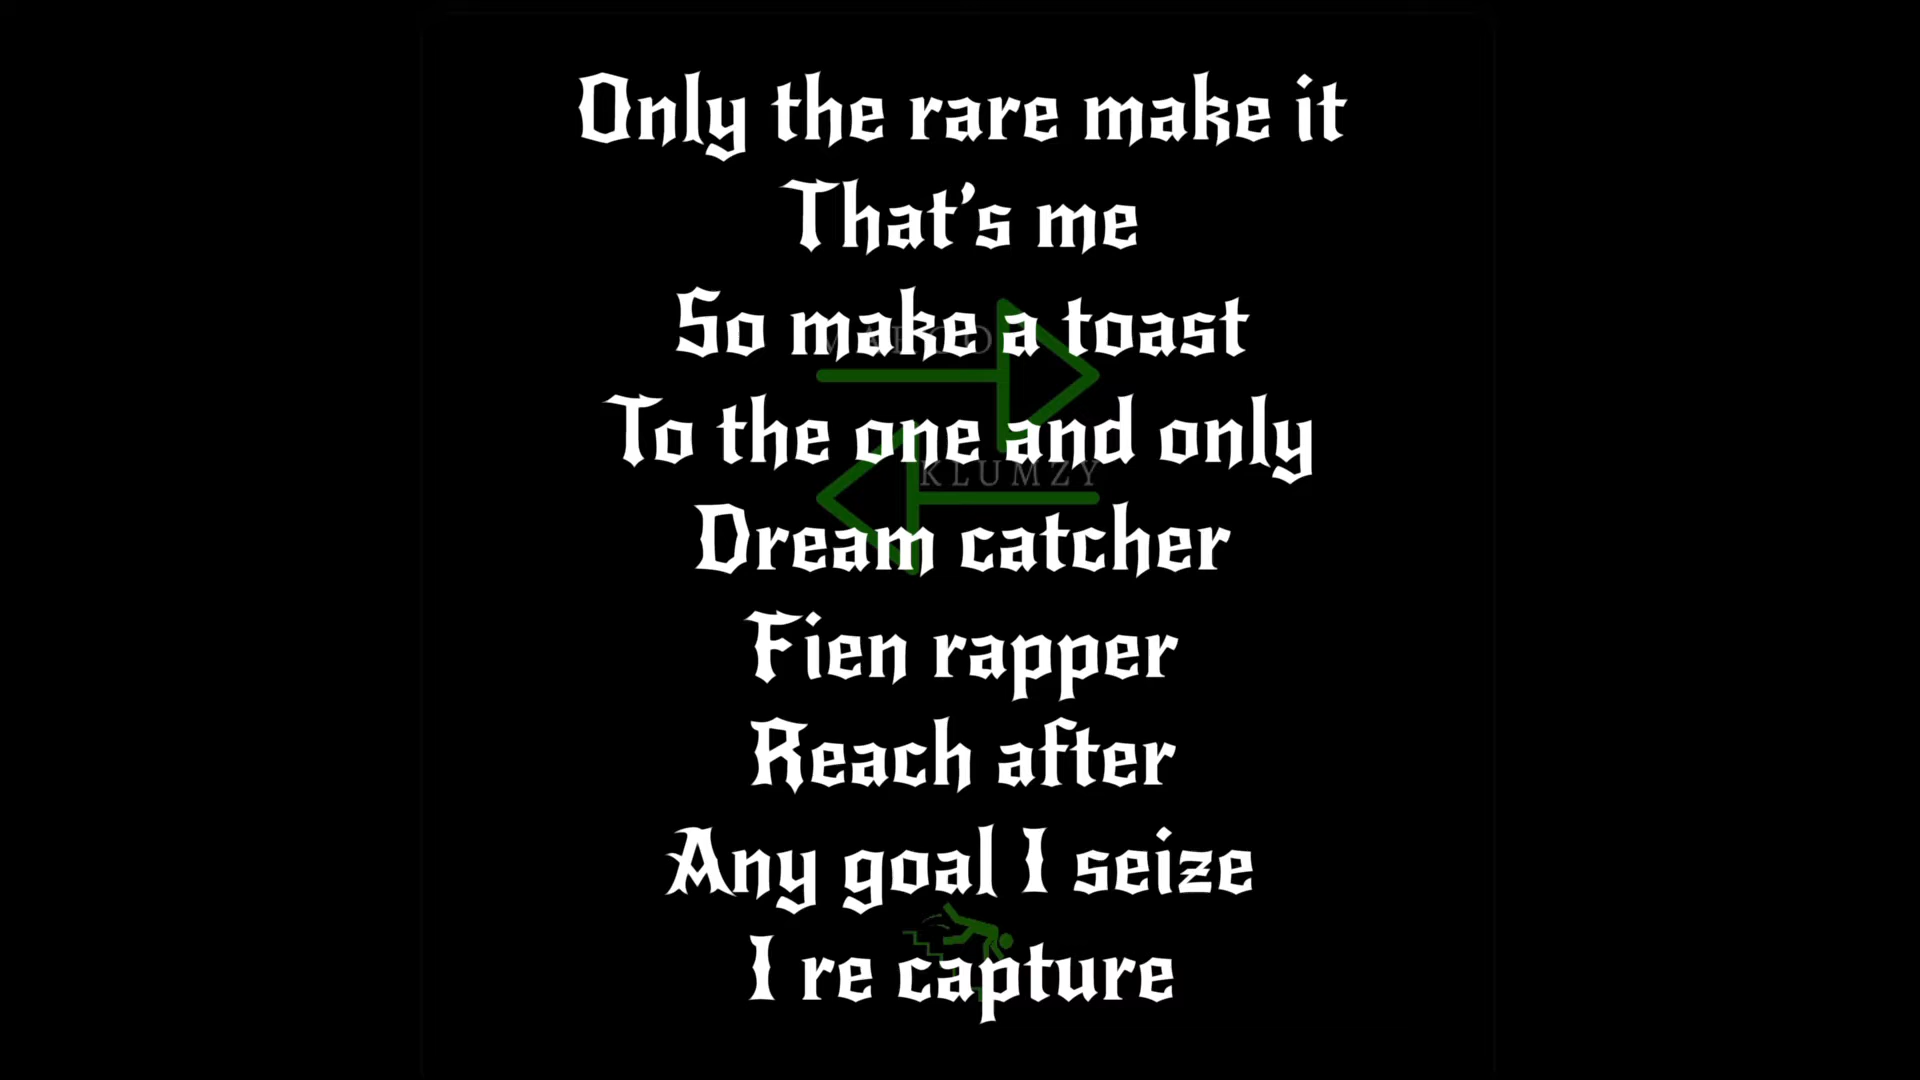 Only the rare make it
That's me
So make a toast
To the one and only
KLUMZY
Dream catcher
Fien rapper
Reach after
Any goal I seize
I re capture